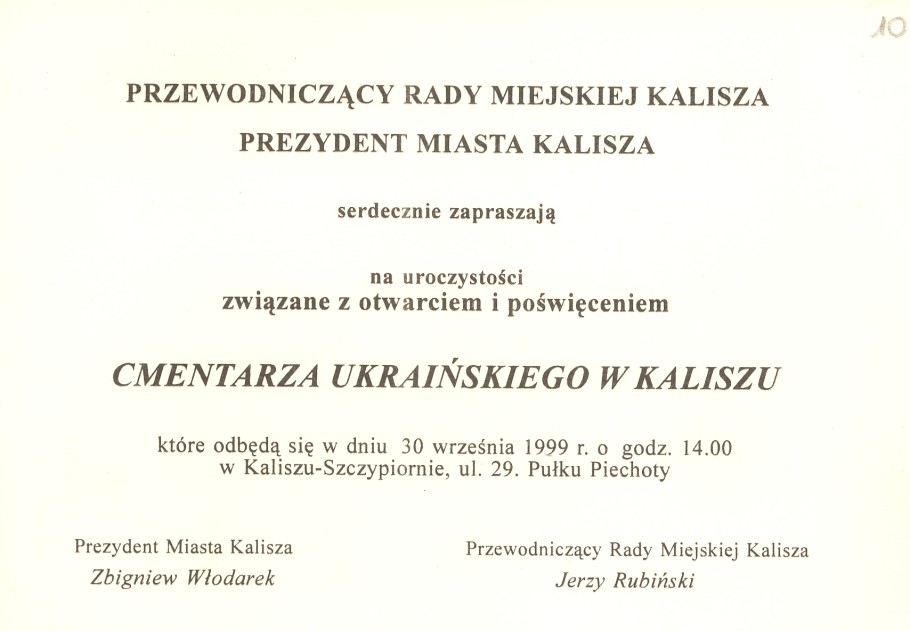 10
PRZEWODNICZĄCY RADY MIEJSKIEJ KALISZA
PREZYDENT MIASTA KALISZA
serdecznie zapraszają
na uroczystości
związane z otwarciem i poświęceniem
CMENTARZA UKRAIŃSKIEGO W KALISZU
które odbędą się w dniu 30 września 1999 r. o godz. 14.00
w Kaliszu-Szczypiornie, ul. 29. Pułku Piechoty
Prezydent Miasta Kalisza
Zbigniew Włodarek
Przewodniczący Rady Miejskiej Kalisza
Jerzy Rubiński